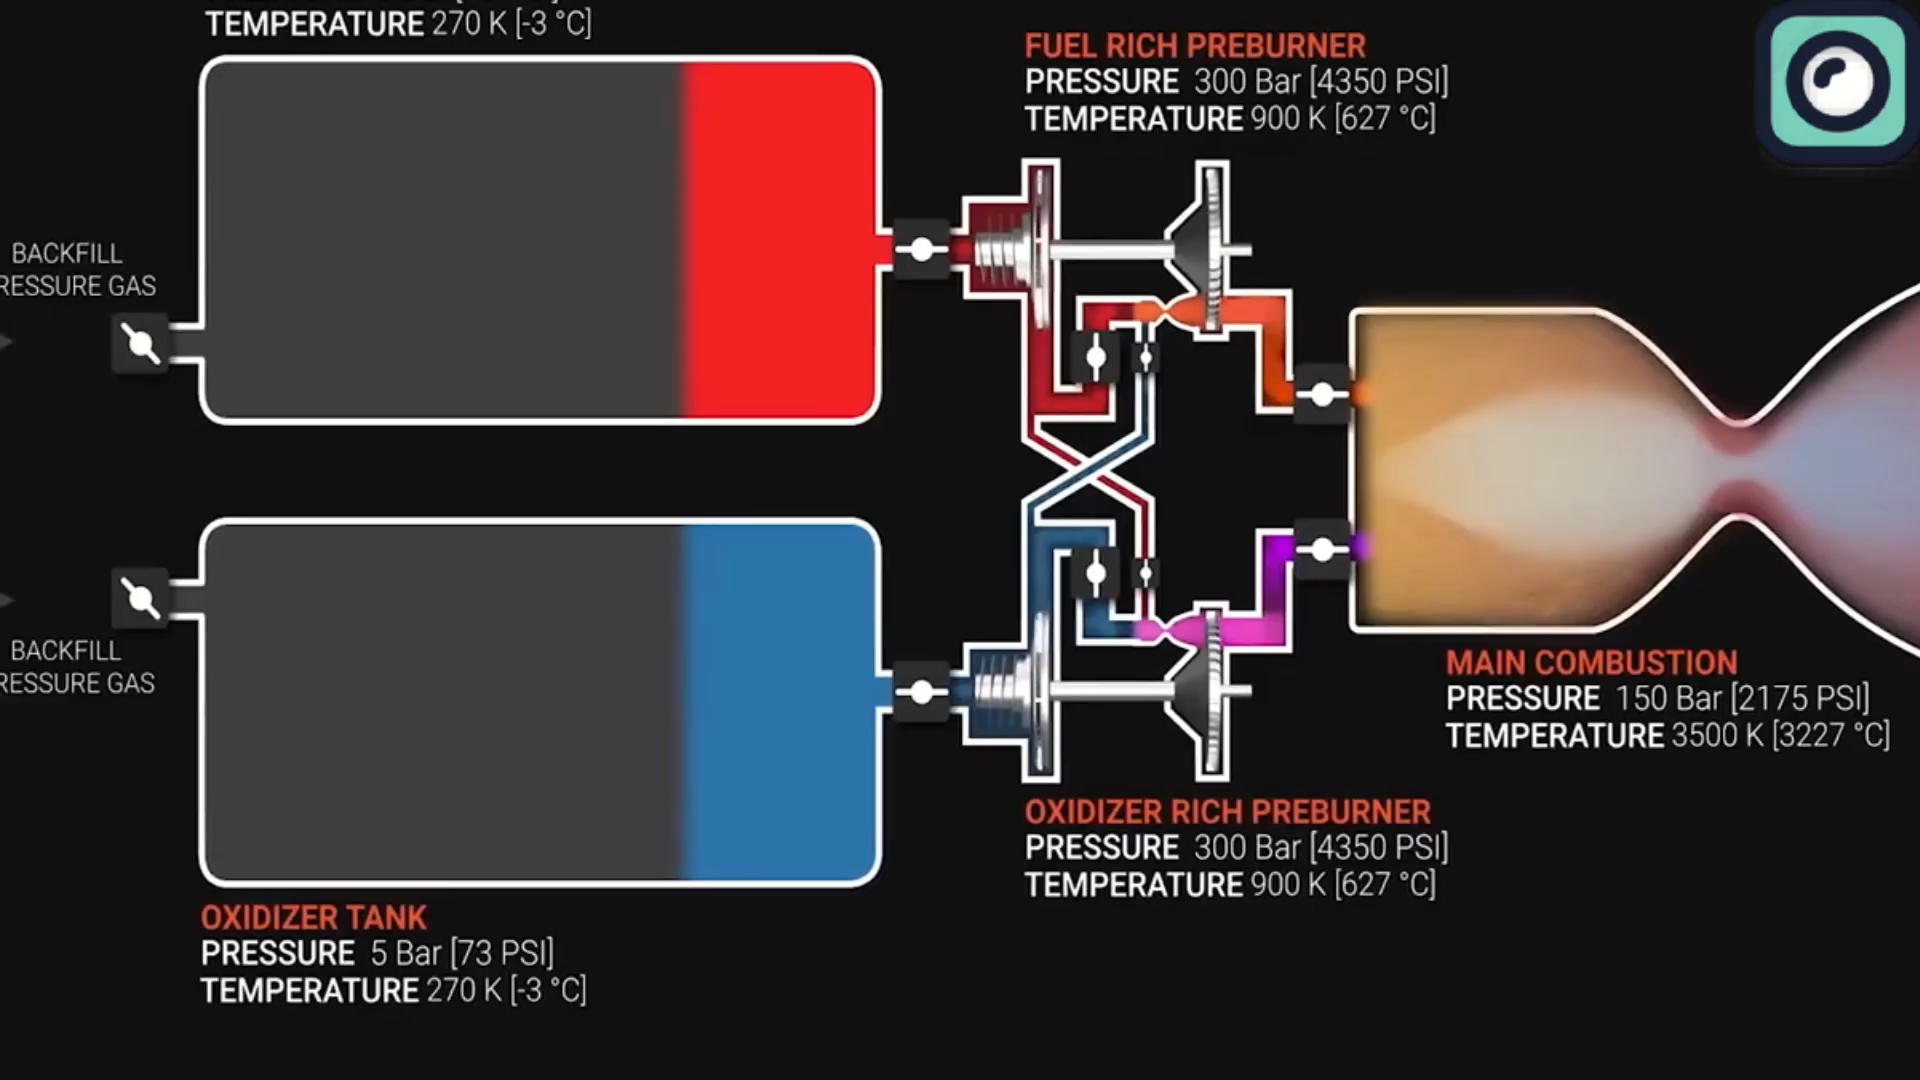 TEMPERATURE 270 K [-3 °C]
FUEL RICH PREBURNER
PRESSURE 300 Bar [4350 PSI]
TEMPERATURE 900 K [627 °C]
BACKFILL
RESSURE GAS
BACKFILL
RESSURE GAS
MAIN COMBUSTION
PRESSURE 150 Bar [2175 PSI]
TEMPERATURE 3500 K [3227 °C]
OXIDIZER RICH PREBURNER
PRESSURE 300 Bar [4350 PSI]
TEMPERATURE 900 K [627 °C]
OXIDIZER TANK
PRESSURE 5 Bar [73 PSI]
TEMPERATURE 270 K [-3 °C]